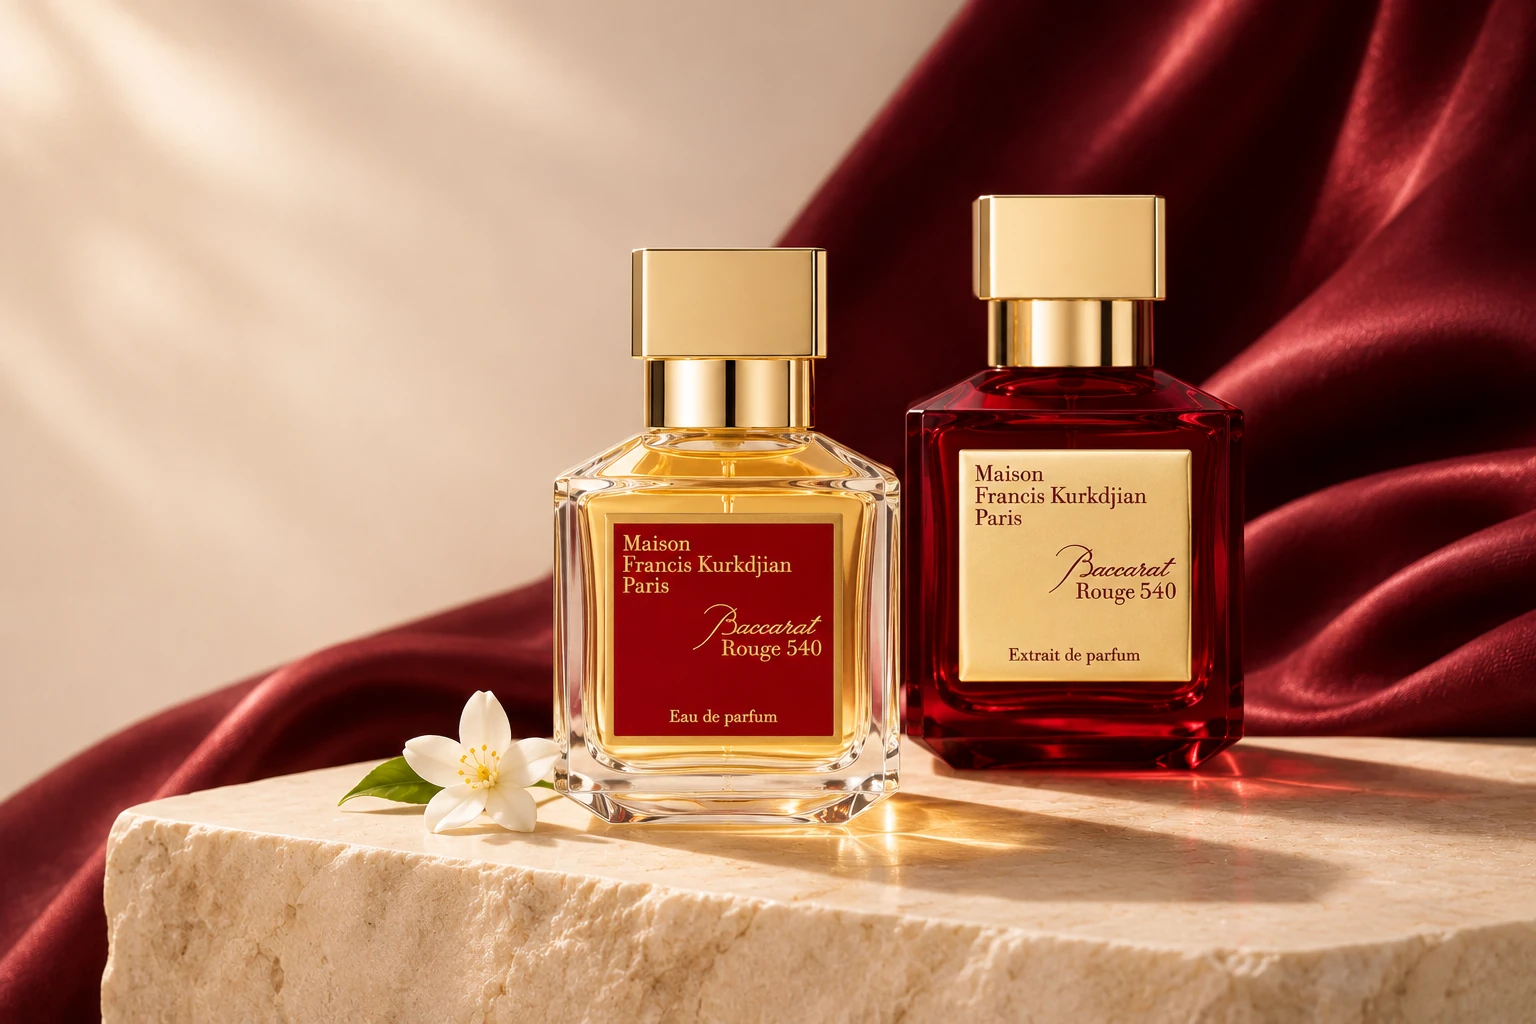 Maison
Francis Kurkdjian
Paris
Baccarat
Rouge 540
Eau de parfum
Maison
Francis Kurkdjian
Paris
Baccarat
Rouge 540
Extrait de parfum